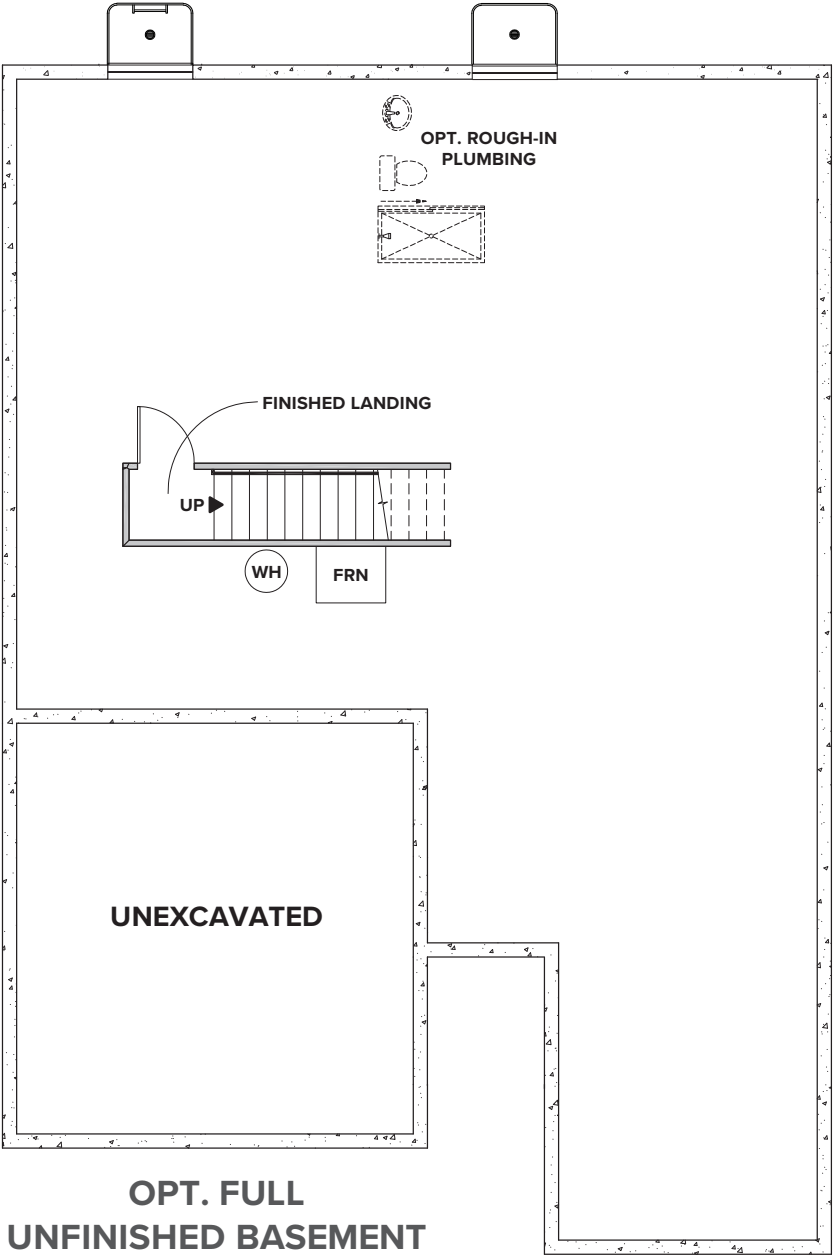 OPT. ROUGH-IN
PLUMBING
FINISHED LANDING
UP
WH
FRN
UNEXCAVATED
OPT. FULL
UNFINISHED BASEMENT